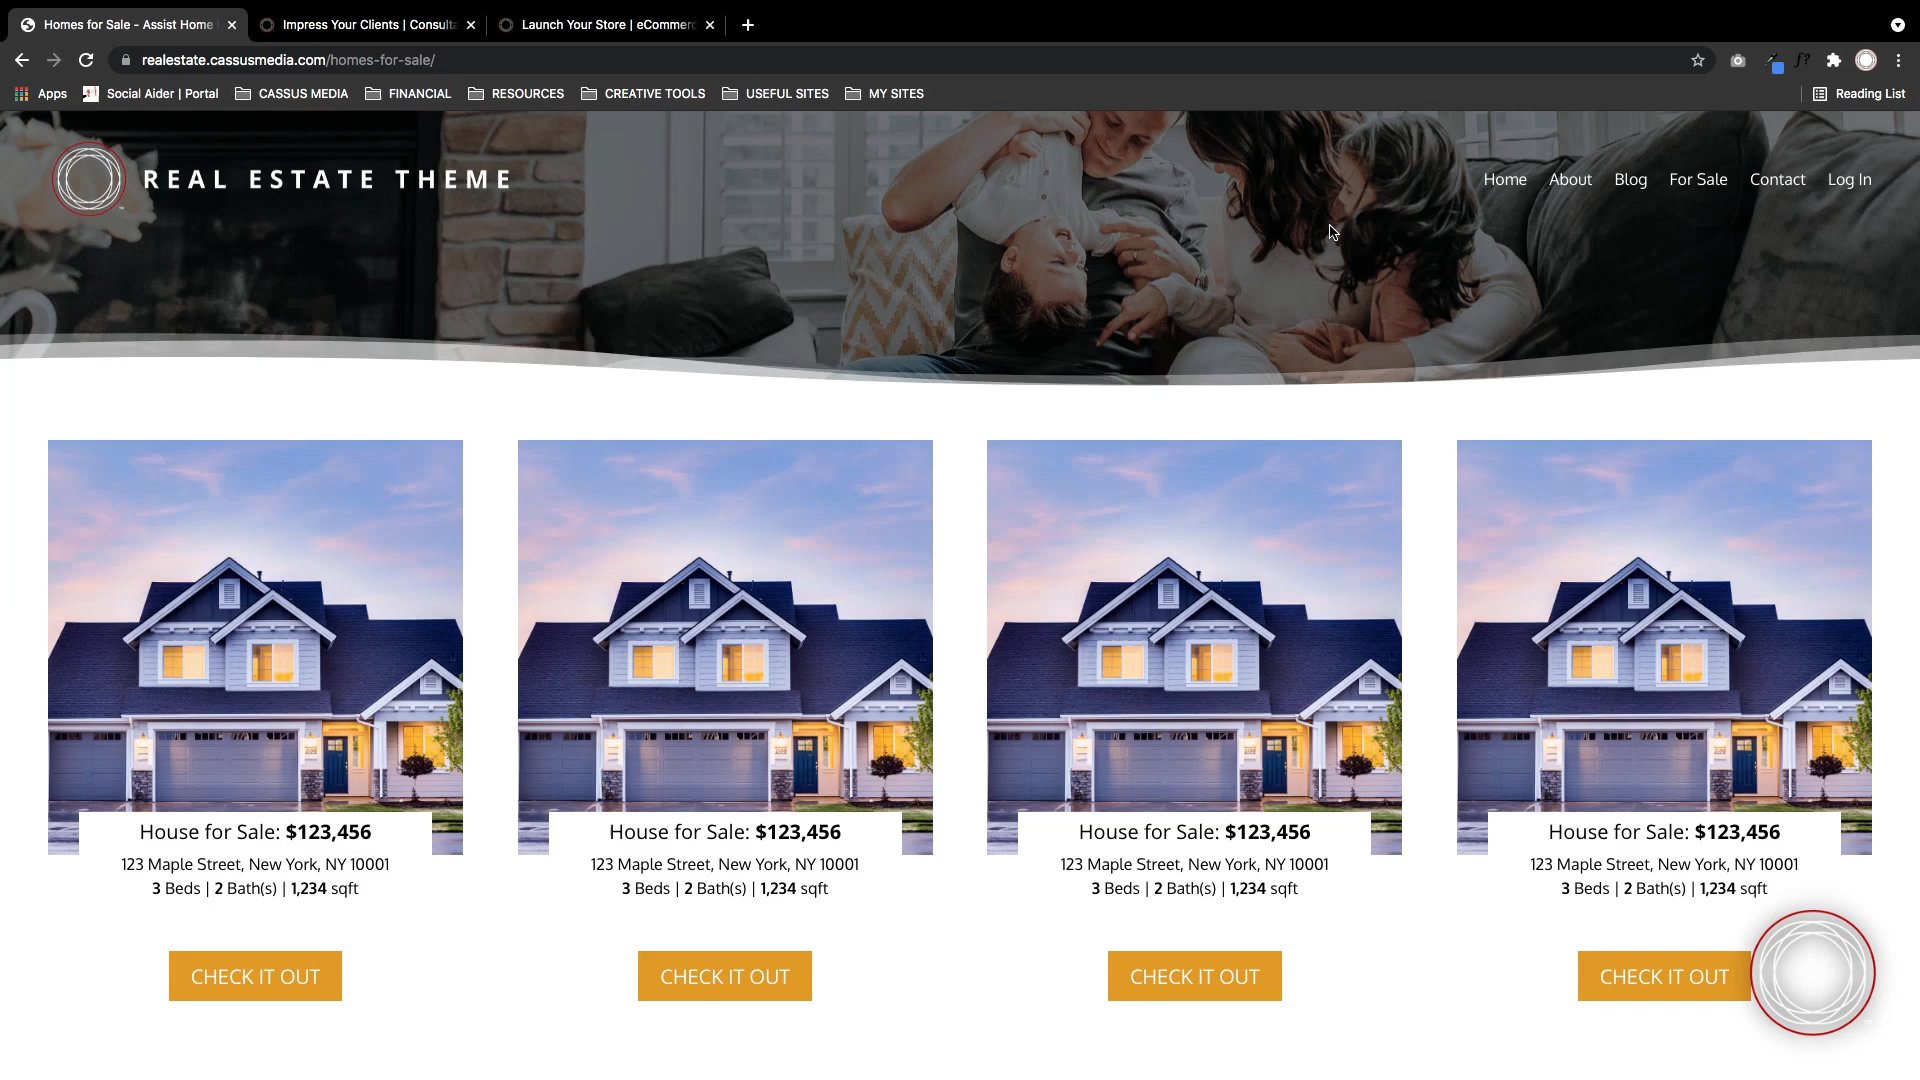 Homes for Sale - Assist Home
Impress Your Clients | Consulta
Launch Your Store | eCommerc
realestate.cassusmedia.com/homes-for-sale/
f?
Apps
Social Aider | Portal
CASSUS MEDIA
FINANCIAL
RESOURCES
CREATIVE TOOLS
USEFUL SITES
MY SITES
Reading List
REAL ESTATE THEME
Home
About
Blog
For Sale
Contact
Log In
House for Sale: $123,456
123 Maple Street, New York, NY 10001
3 Beds | 2 Bath(s) | 1,234 sqft
CHECK IT OUT
House for Sale: $123,456
123 Maple Street, New York, NY 10001
3 Beds | 2 Bath(s) | 1,234 sqft
CHECK IT OUT
House for Sale: $123,456
123 Maple Street, New York, NY 10001
3 Beds | 2 Bath(s) | 1,234 sqft
CHECK IT OUT
House for Sale: $123,456
123 Maple Street, New York, NY 10001
3 Beds | 2 Bath(s) | 1,234 sqft
CHECK IT OUT